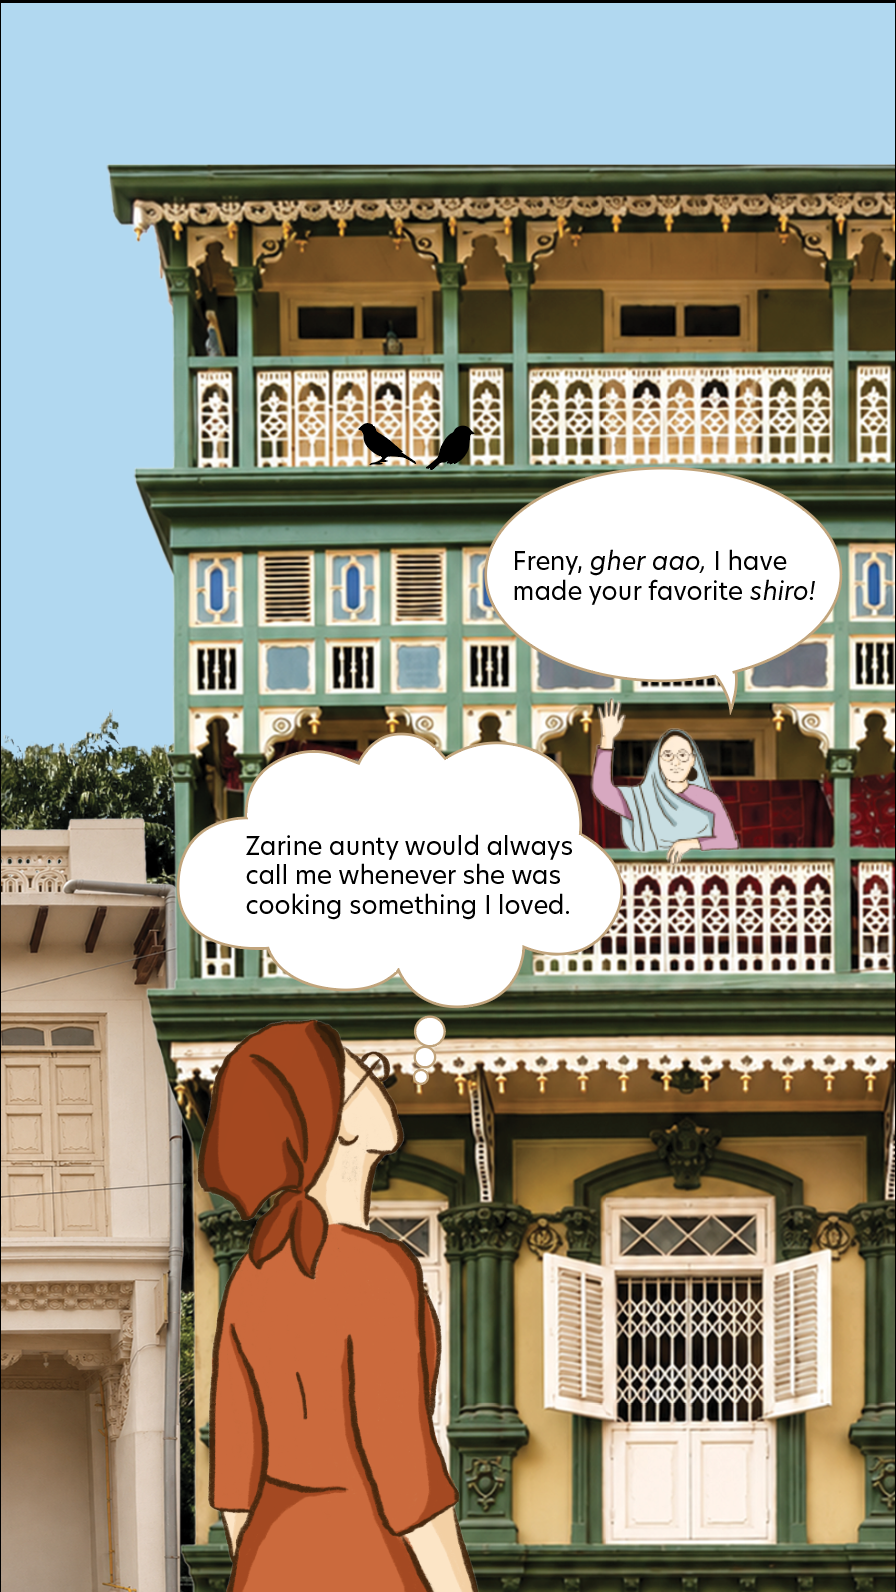 Freny, gher aao, I have
made your favorite shiro!
Zarine aunty would always
call me whenever she was
cooking something I loved.